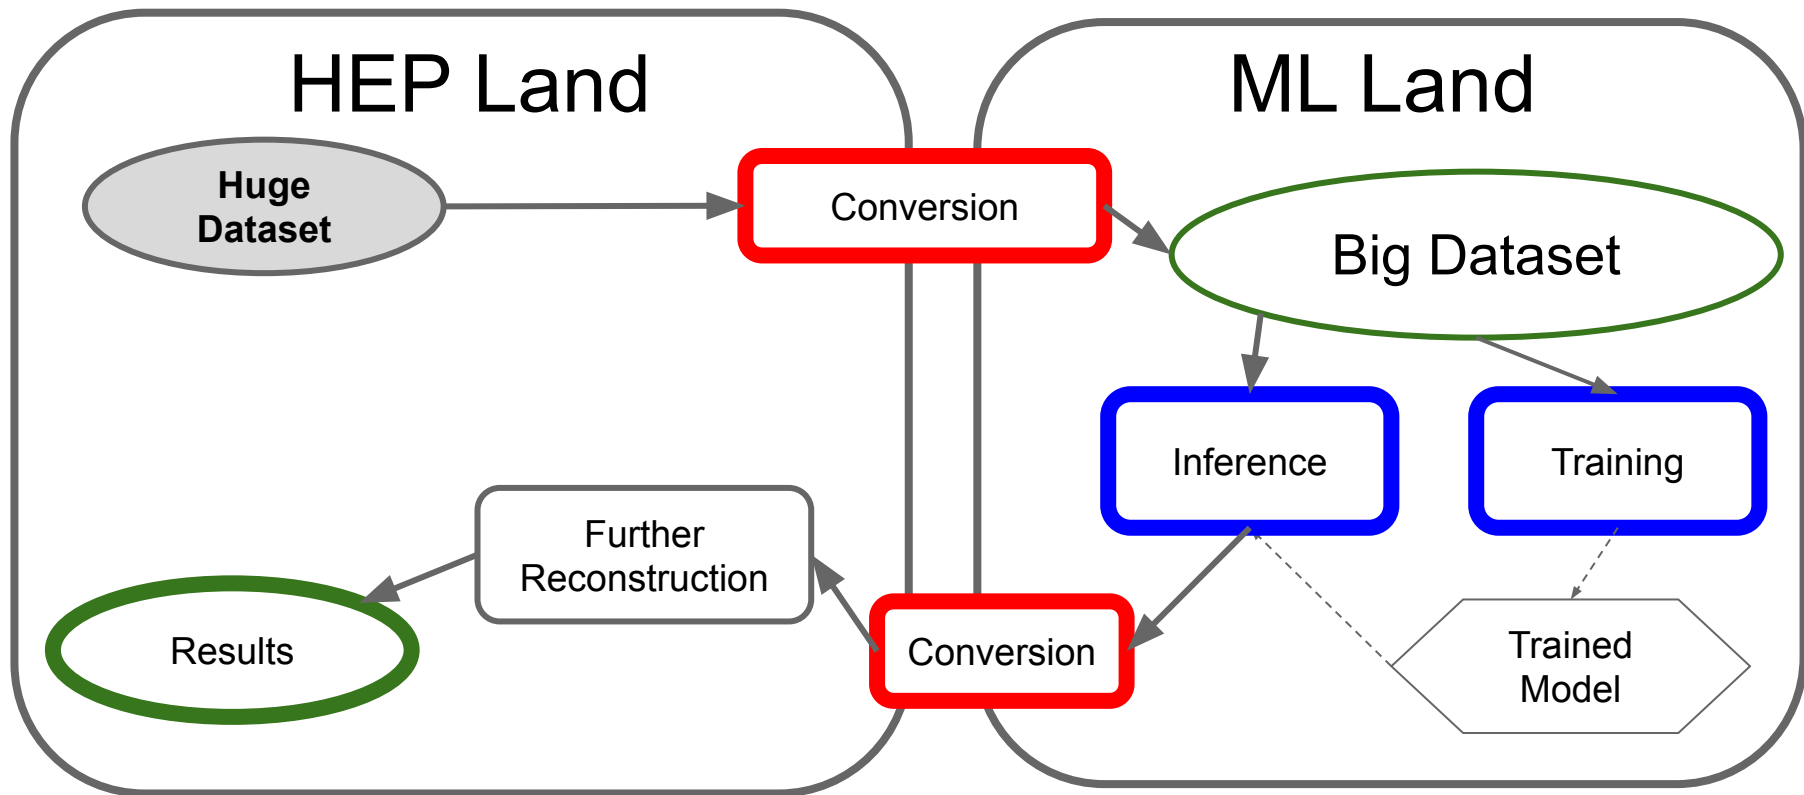 HEP Land
ML Land
Huge
Dataset
Conversion
Big Dataset
Inference
Training
Further
Reconstruction
Results
Conversion
Trained
Model